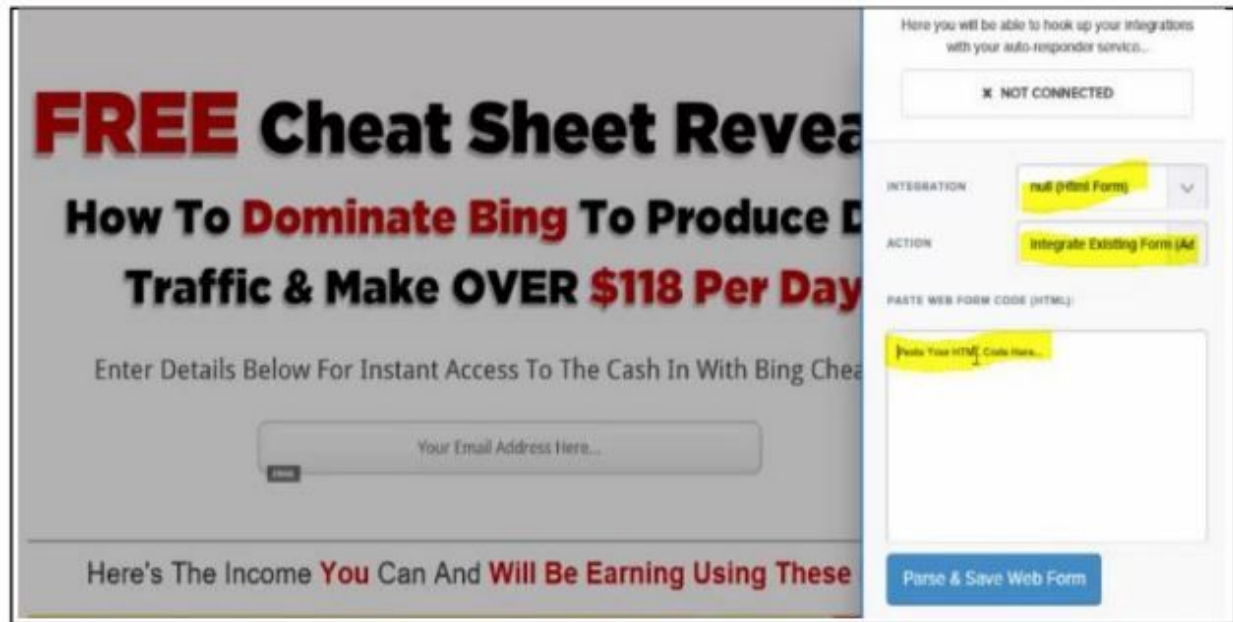 FREE Cheat Sheet Revea
How To Dominate Bing To Produce D
Traffic & Make OVER $118 Per Day
Enter Details Below For Instant Access To The Cash In With Bing Chea
Your Email Address Here...
Here's The Income You Can And Will Be Earning Using These
Here you will be able to hook up your integrations
with your auto-responder service...
x NOT CONNECTED
INTEGRATION
null (Html Form)
ACTION
Integrate Existing Form (Ad
PASTE WEB FORM CODE (HTML):
Paste Your HTML Code Here...
Parse & Save Web Form